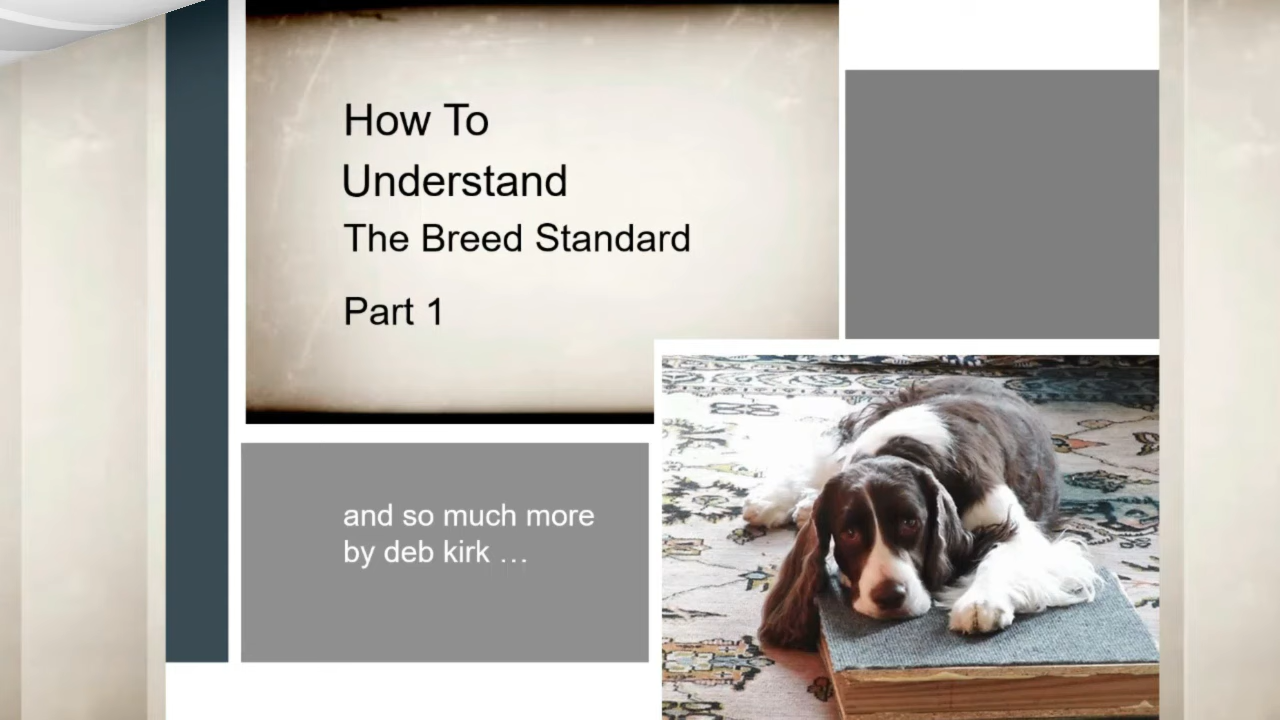 How To
Understand
The Breed Standard
Part 1
and so much more
by deb kirk …